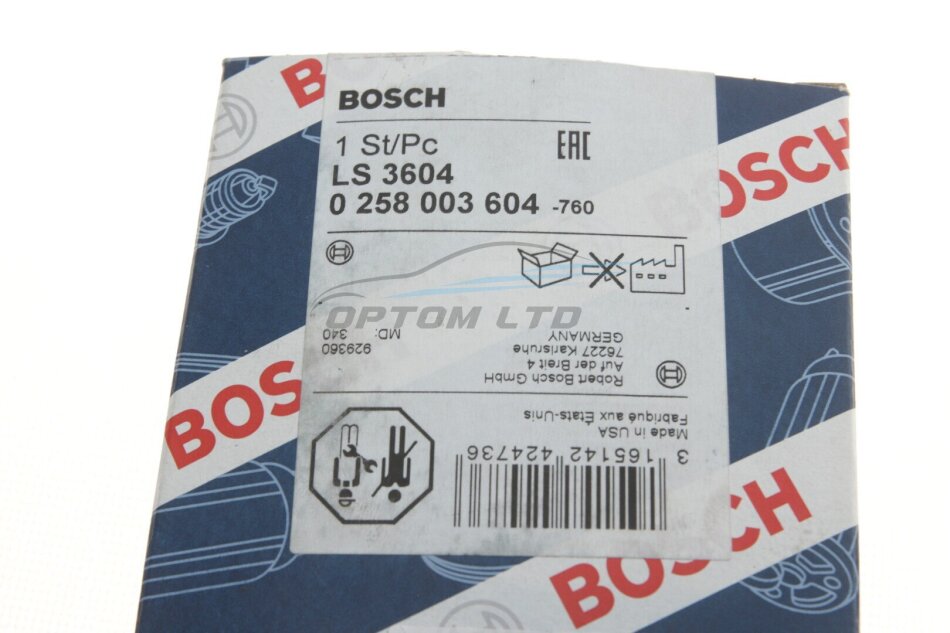 BOSCH
1 St/Pc
EAC
LS 3604
0 258 003 604 -760
OPTOM LTD
929360
MD: 340
Robert Bosch GmbH
Auf der Breit 4
76227 Karlsruhe
GERMANY
Made in USA
Fabriqué aux États-Unis
3 165142 424736
BOSCH
BOSCH
BOSCH